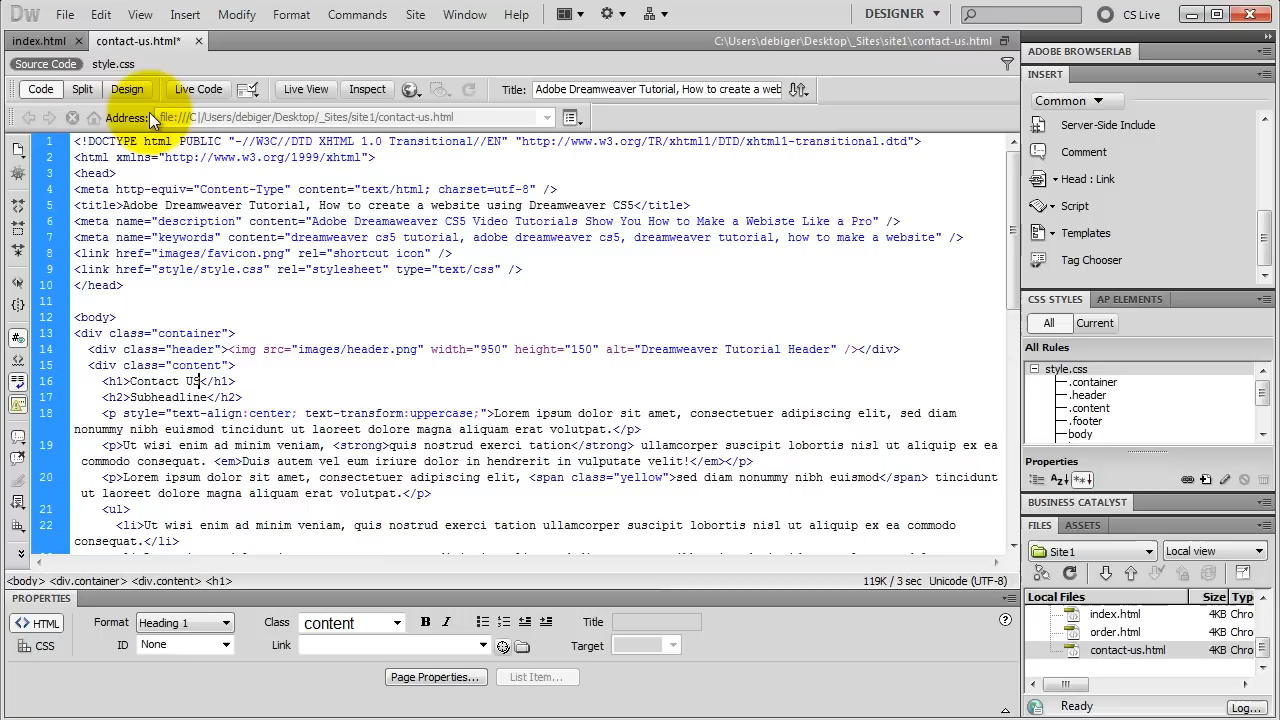 Dw File Edit View Insert Modify Format Commands Site Window Help DESIGNER CS Live
index.html contact-us.html* C:\Users\debiger\Desktop\_Sites\site1\contact-us.html
Source Code style.css
Code Split Design Live Code Live View Inspect Title: Adobe Dreamweaver Tutorial, How to create a web
Address: file:///C|/Users/debiger/Desktop/_Sites/site1/contact-us.html
1 <!DOCTYPE html PUBLIC "-//W3C//DTD XHTML 1.0 Transitional//EN" "http://www.w3.org/TR/xhtml1/DTD/xhtml1-transitional.dtd">
2 <html xmlns="http://www.w3.org/1999/xhtml">
3 <head>
4 <meta http-equiv="Content-Type" content="text/html; charset=utf-8" />
5 <title>Adobe Dreamweaver Tutorial, How to create a website using Dreamweaver CS5</title>
6 <meta name="description" content="Adobe Dreamaweaver CS5 Video Tutorials Show You How to Make a Webiste Like a Pro" />
7 <meta name="keywords" content="dreamweaver cs5 tutorial, adobe dreamweaver cs5, dreamweaver tutorial, how to make a website" />
8 <link href="images/favicon.png" rel="shortcut icon" />
9 <link href="style/style.css" rel="stylesheet" type="text/css" />
10 </head>
11
12 <body>
13 <div class="container">
14 <div class="header"><img src="images/header.png" width="950" height="150" alt="Dreamweaver Tutorial Header" /></div>
15 <div class="content">
16 <h1>Contact US</h1>
17 <h2>Subheadline</h2>
18 <p style="text-align:center; text-transform:uppercase;">Lorem ipsum dolor sit amet, consectetuer adipiscing elit, sed diam
nonummy nibh euismod tincidunt ut laoreet dolore magna aliquam erat volutpat.</p>
19 <p>Ut wisi enim ad minim veniam, <strong>quis nostrud exerci tation</strong> ullamcorper suscipit lobortis nisl ut aliquip ex ea
commodo consequat. <em>Duis autem vel eum iriure dolor in hendrerit in vulputate velit!</em></p>
20 <p>Lorem ipsum dolor sit amet, consectetuer adipiscing elit, <span class="yellow">sed diam nonummy nibh euismod</span> tincidunt
ut laoreet dolore magna aliquam erat volutpat.</p>
21 <ul>
22 <li>Ut wisi enim ad minim veniam, quis nostrud exerci tation ullamcorper suscipit lobortis nisl ut aliquip ex ea commodo
consequat.</li>
<body> <div.container> <div.content> <h1> 119K / 3 sec Unicode (UTF-8)
PROPERTIES
<> HTML Format Heading 1 Class content B I Title
CSS ID None Link Target
Page Properties... List Item...
ADOBE BROWSERLAB
INSERT
Common
Server-Side Include
Comment
Head : Link
Script
Templates
Tag Chooser
CSS STYLES AP ELEMENTS
All Current
All Rules
style.css
.container
.header
.content
.footer
body
Properties
BUSINESS CATALYST
FILES ASSETS
Site1 Local view
Local Files Size Typ
index.html 4KB Chro
order.html 4KB Chro
contact-us.html 4KB Chro
Ready Log...